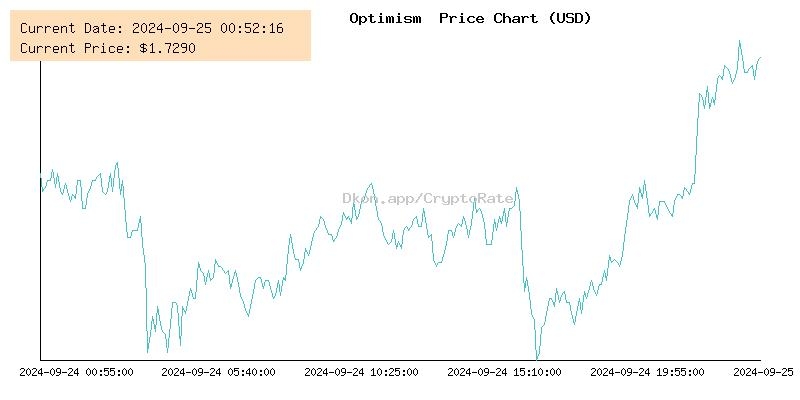 Optimism  Price Chart (USD)
Current Date: 2024-09-25 00:52:16
Current Price: $1.7290
Dkon.app/CryptoRate
2024-09-24 00:55:00 2024-09-24 05:40:00 2024-09-24 10:25:00 2024-09-24 15:10:00 2024-09-24 19:55:00 2024-09-25